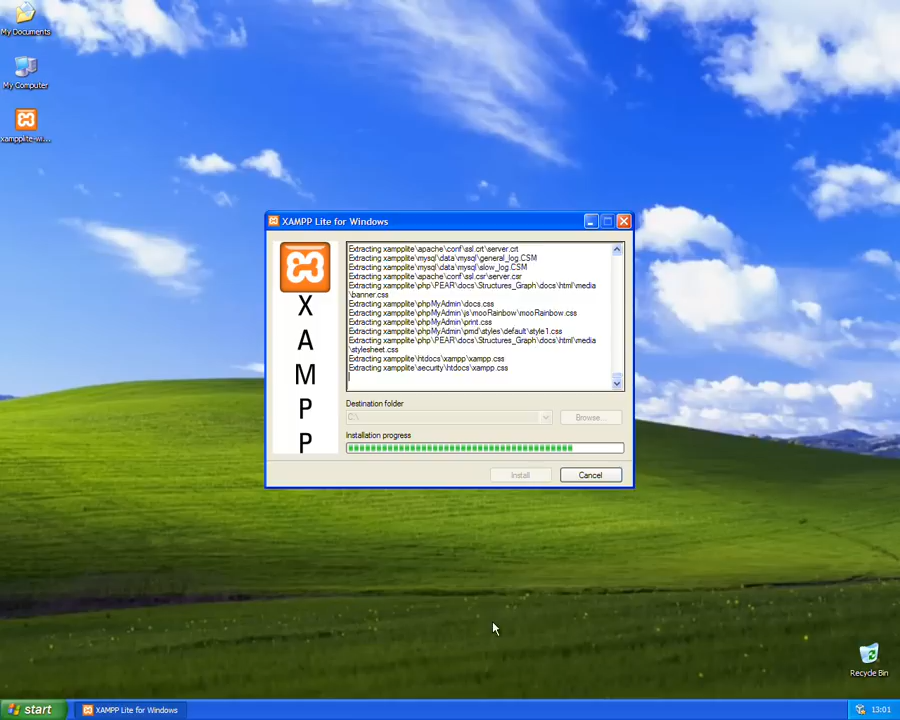 My Documents
My Computer
xampplite-wi...
XAMPP Lite for Windows
X
A
M
P
P
Extracting xampplite\apache\conf\ssl.crt\server.crt
Extracting xampplite\mysql\data\mysql\general_log.CSM
Extracting xampplite\mysql\data\mysql\slow_log.CSM
Extracting xampplite\apache\conf\ssl.csr\server.csr
Extracting xampplite\php\PEAR\docs\Structures_Graph\docs\html\media
\banner.css
Extracting xampplite\phpMyAdmin\docs.css
Extracting xampplite\phpMyAdmin\js\mooRainbow\mooRainbow.css
Extracting xampplite\phpMyAdmin\print.css
Extracting xampplite\phpMyAdmin\pmd\styles\default\style1.css
Extracting xampplite\php\PEAR\docs\Structures_Graph\docs\html\media
\stylesheet.css
Extracting xampplite\htdocs\xampp\xampp.css
Extracting xampplite\security\htdocs\xampp.css
Destination folder
C:\
Browse...
Installation progress
Install
Cancel
Recycle Bin
start
XAMPP Lite for Windows
13:01